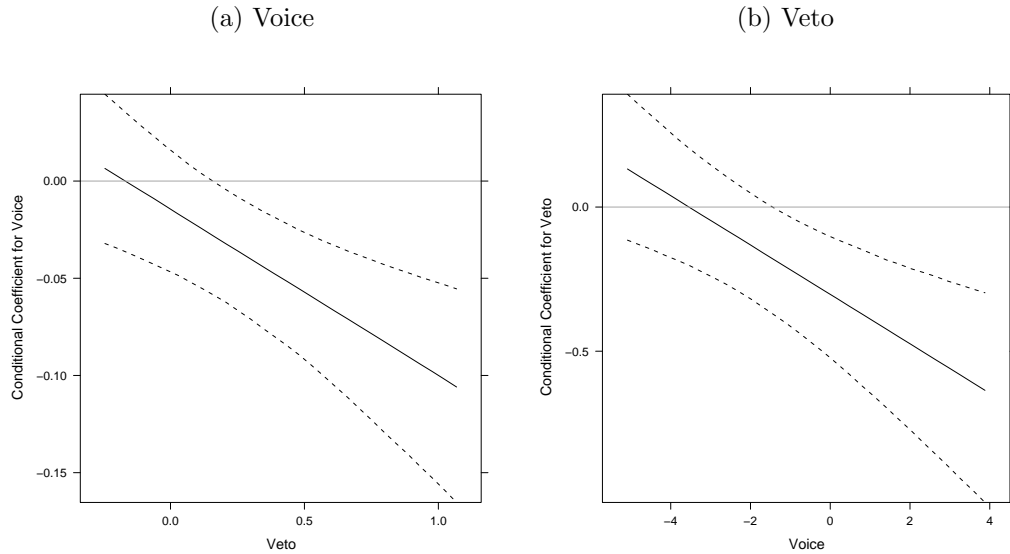 (a) Voice
(b) Veto
Conditional Coefficient for Voice
0.00
−0.05
−0.10
−0.15
0.0 0.5 1.0
Veto
Conditional Coefficient for Veto
0.0
−0.5
−4 −2 0 2 4
Voice